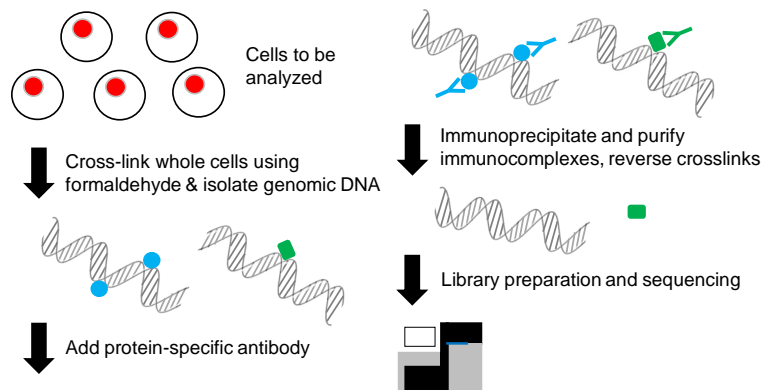 Cells to be
analyzed
Cross-link whole cells using
formaldehyde & isolate genomic DNA
Add protein-specific antibody
Immunoprecipitate and purify
immunocomplexes, reverse crosslinks
Library preparation and sequencing